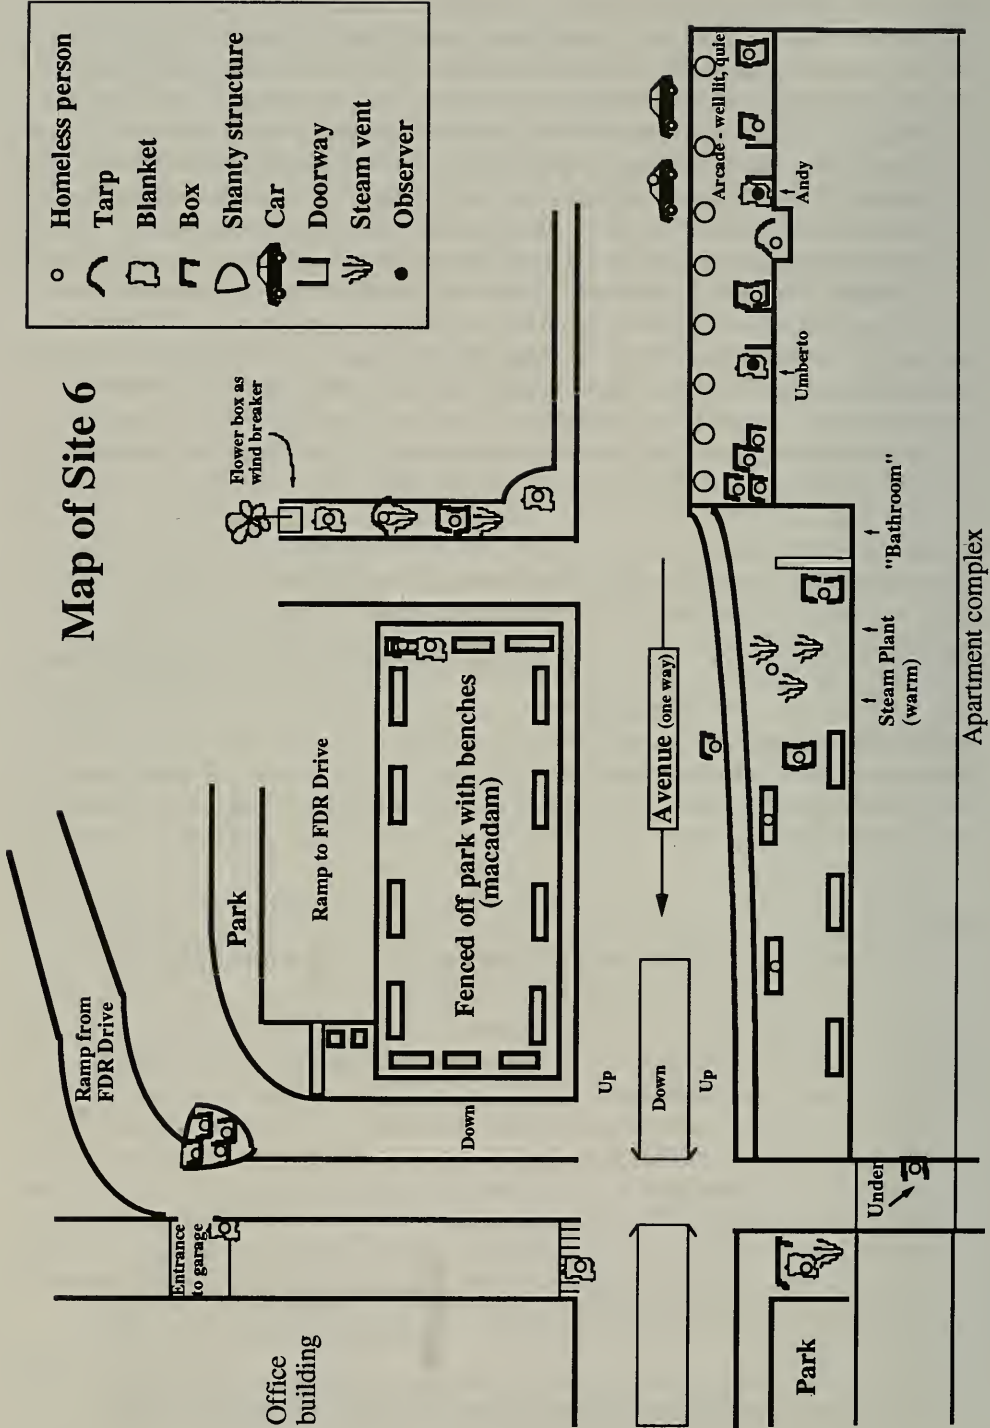 Map of Site 6
Homeless person
Tarp
Blanket
Box
Shanty structure
Car
Doorway
Steam vent
Observer
Flower box as
wind breaker
Ramp from
FDR Drive
Park
Ramp to FDR Drive
Fenced off park with benches
(macadam)
Entrance
to garage
Office
building
Down
Up
Down
Up
Avenue (one way)
Arcade - well lit, quie
Andy
Umberto
"Bathroom"
Steam Plant
(warm)
Under
Park
Apartment complex